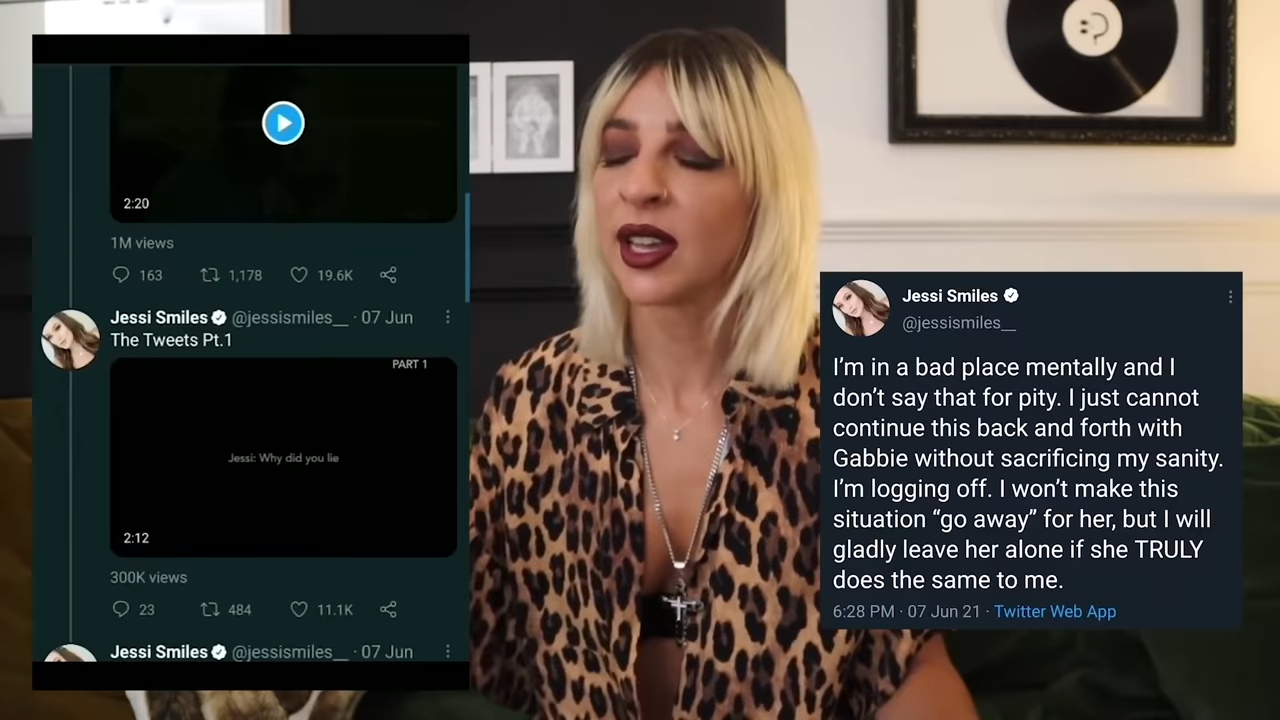 2:20
1M views
163 1,178 19.6K
Jessi Smiles @jessismiles__ · 07 Jun
The Tweets Pt.1
PART 1
Jessi: Why did you lie
2:12
300K views
23 484 11.1K
Jessi Smiles @jessismiles__ · 07 Jun
Jessi Smiles
@jessismiles__
I'm in a bad place mentally and I
don't say that for pity. I just cannot
continue this back and forth with
Gabbie without sacrificing my sanity.
I'm logging off. I won't make this
situation “go away” for her, but I will
gladly leave her alone if she TRULY
does the same to me.
6:28 PM · 07 Jun 21 · Twitter Web App